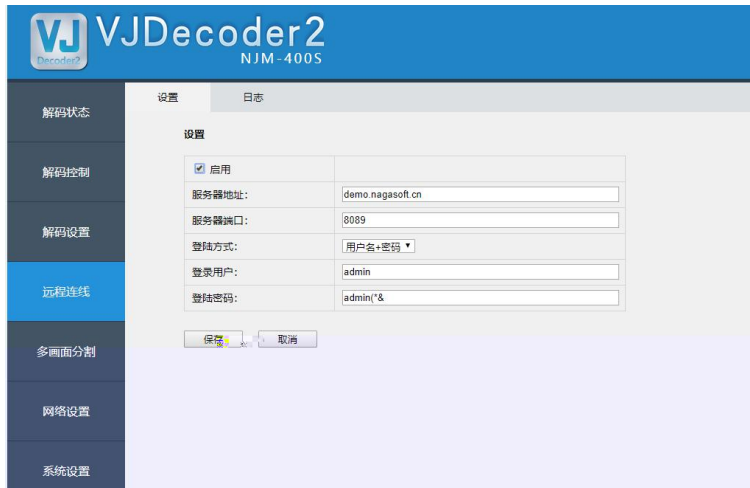 VJ
Decoder2
VJDecoder2
NJM-400S
设置
日志
解码状态
解码控制
解码设置
远程连线
多画面分割
网络设置
系统设置
设置
启用
服务器地址:
demo.nagasoft.cn
服务器端口:
8089
登陆方式:
用户名+密码
登录用户:
admin
登陆密码:
admin(*&
保存
取消